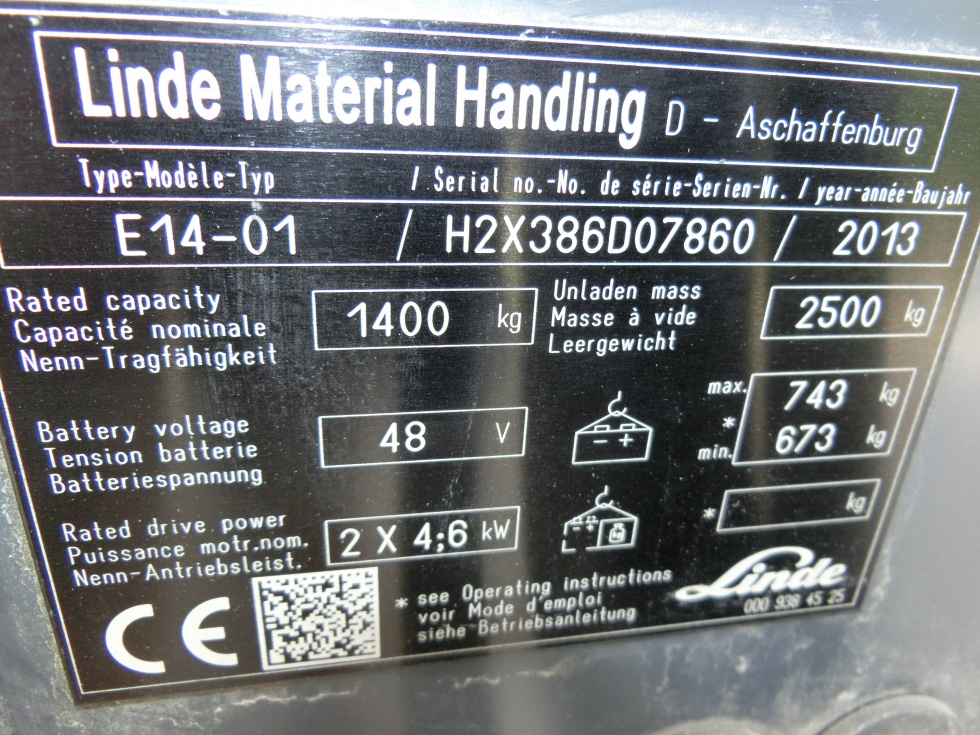 Linde Material Handling D - Aschaffenburg
Type-Modèle-Typ / Serial no.-No. de série-Serien-Nr. / year-année-Baujahr
E14-01 / H2X386D07860 / 2013
Rated capacity
Capacité nominale
Nenn-Tragfähigkeit
1400 kg
Unladen mass
Masse à vide
Leergewicht
2500 kg
Battery voltage
Tension batterie
Batteriespannung
48 V
- +
max. 743 kg
*
min. 673 kg
Rated drive power
Puissance motr.nom.
Nenn-Antriebsleist.
2 X 4;6 kW
* kg
CE
* see Operating instructions
voir Mode d'emploi
siehe Betriebsanleitung
Linde
000 938 45 25